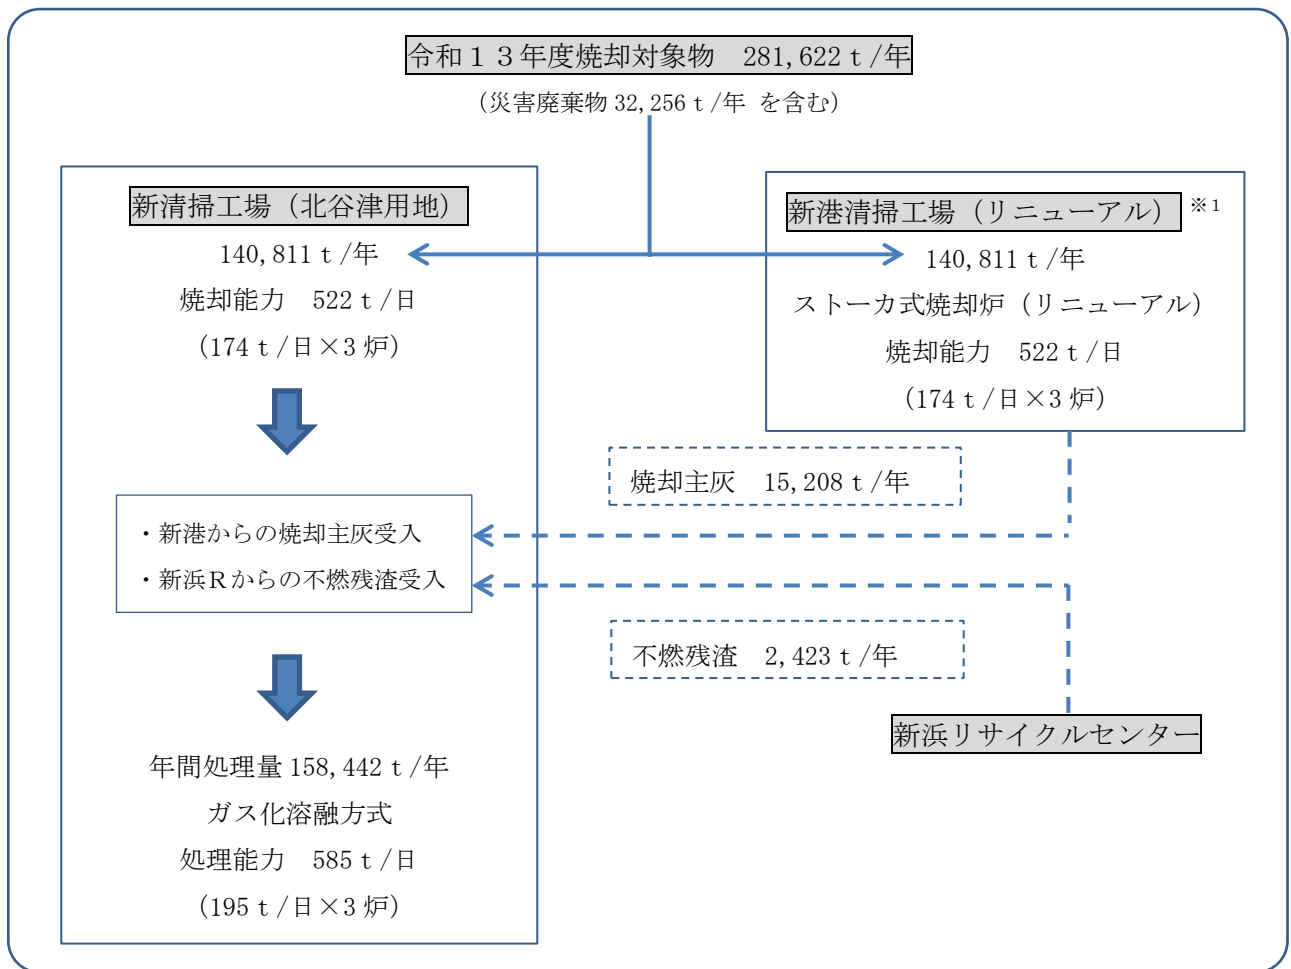 令和１３年度焼却対象物　281,622ｔ/年
（災害廃棄物 32,256ｔ/年 を含む）
新清掃工場（北谷津用地）
140,811ｔ/年
焼却能力　522ｔ/日
（174ｔ/日×3 炉）
新港清掃工場（リニューアル）※1
140,811ｔ/年
ストーカ式焼却炉（リニューアル）
焼却能力　522ｔ/日
（174ｔ/日×3 炉）
焼却主灰　15,208ｔ/年
・新港からの焼却主灰受入
・新浜Ｒからの不燃残渣受入
不燃残渣　2,423ｔ/年
新浜リサイクルセンター
年間処理量 158,442ｔ/年
ガス化溶融方式
処理能力　585ｔ/日
（195ｔ/日×3 炉）